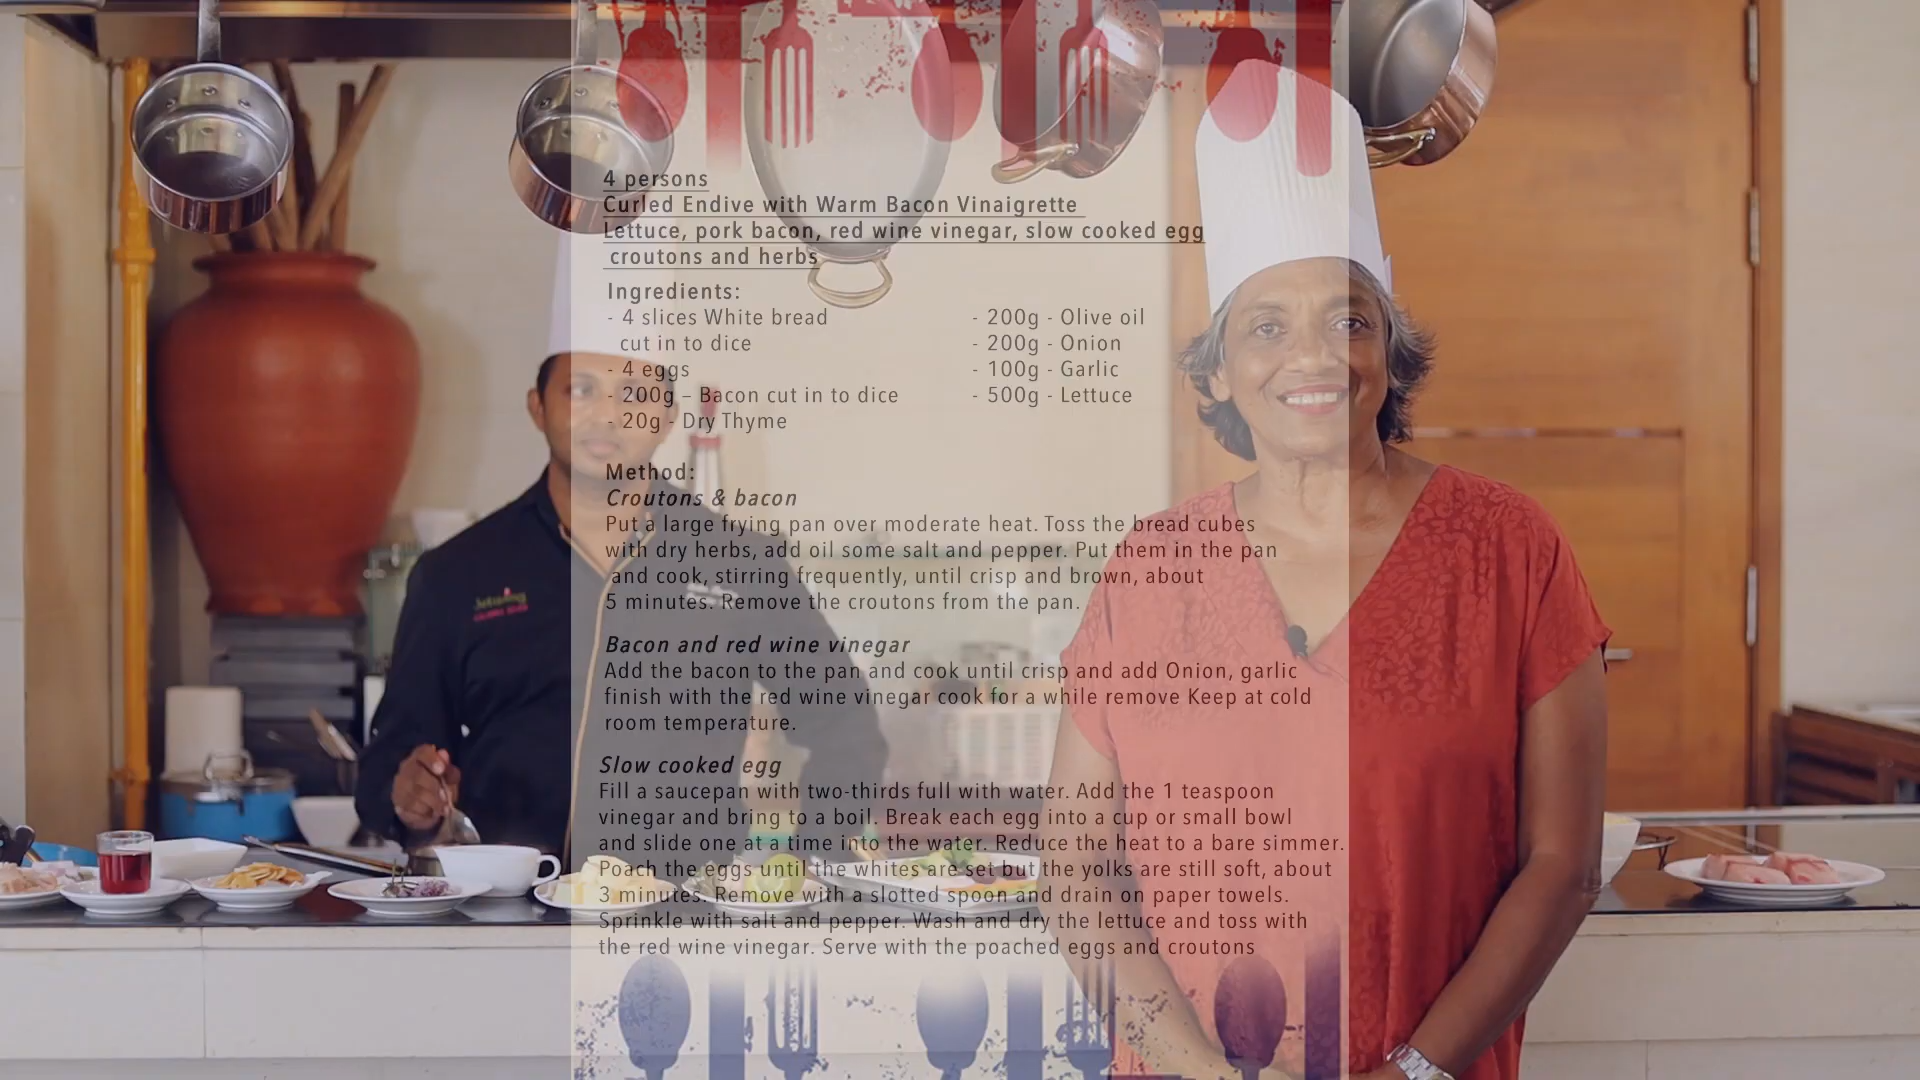 4 persons
Curled Endive with Warm Bacon Vinaigrette
Lettuce, pork bacon, red wine vinegar, slow cooked egg
croutons and herbs
Ingredients:
- 4 slices White bread
cut in to dice
- 4 eggs
- 200g – Bacon cut in to dice
- 20g - Dry Thyme
- 200g - Olive oil
- 200g - Onion
- 100g - Garlic
- 500g - Lettuce
Method:
Croutons & bacon
Put a large frying pan over moderate heat. Toss the bread cubes
with dry herbs, add oil some salt and pepper. Put them in the pan
and cook, stirring frequently, until crisp and brown, about
5 minutes. Remove the croutons from the pan.
Bacon and red wine vinegar
Add the bacon to the pan and cook until crisp and add Onion, garlic
finish with the red wine vinegar cook for a while remove Keep at cold
room temperature.
Slow cooked egg
Fill a saucepan with two-thirds full with water. Add the 1 teaspoon
vinegar and bring to a boil. Break each egg into a cup or small bowl
and slide one at a time into the water. Reduce the heat to a bare simmer.
Poach the eggs until the whites are set but the yolks are still soft, about
3 minutes. Remove with a slotted spoon and drain on paper towels.
Sprinkle with salt and pepper. Wash and dry the lettuce and toss with
the red wine vinegar. Serve with the poached eggs and croutons